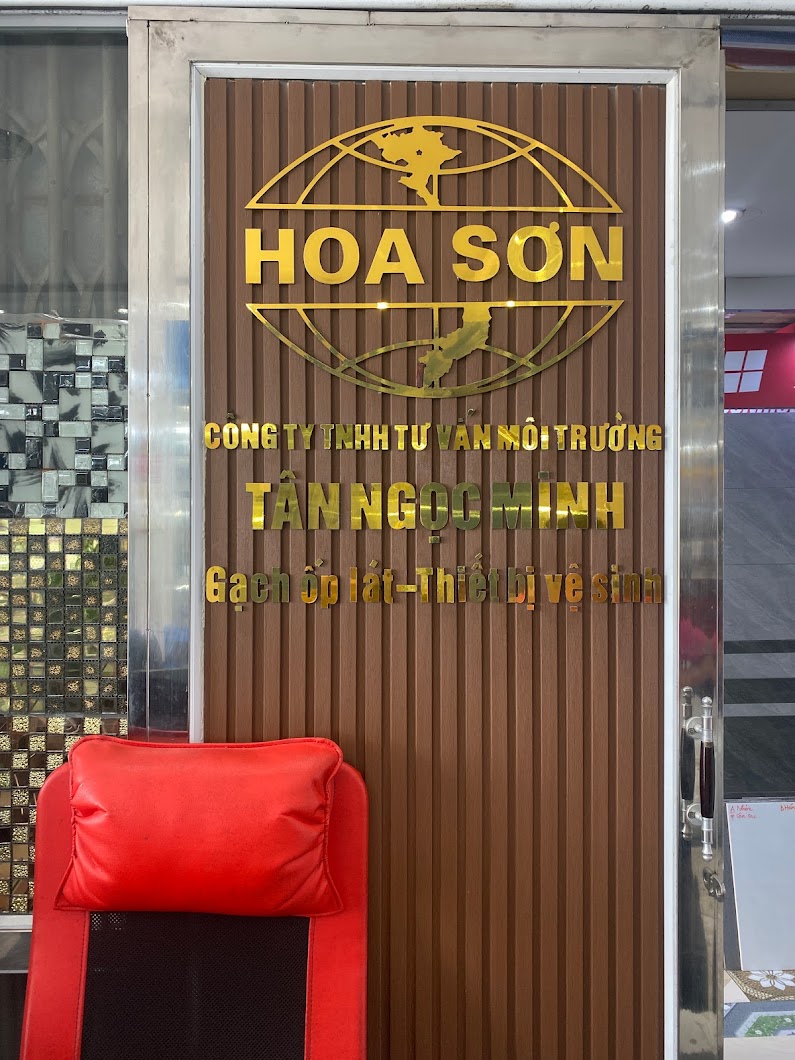 HOA SƠN
CÔNG TY TNHH TƯ VẤN MÔI TRƯỜNG
TÂN NGỌC MINH
Gạch ốp lát-Thiết bị vệ sinh